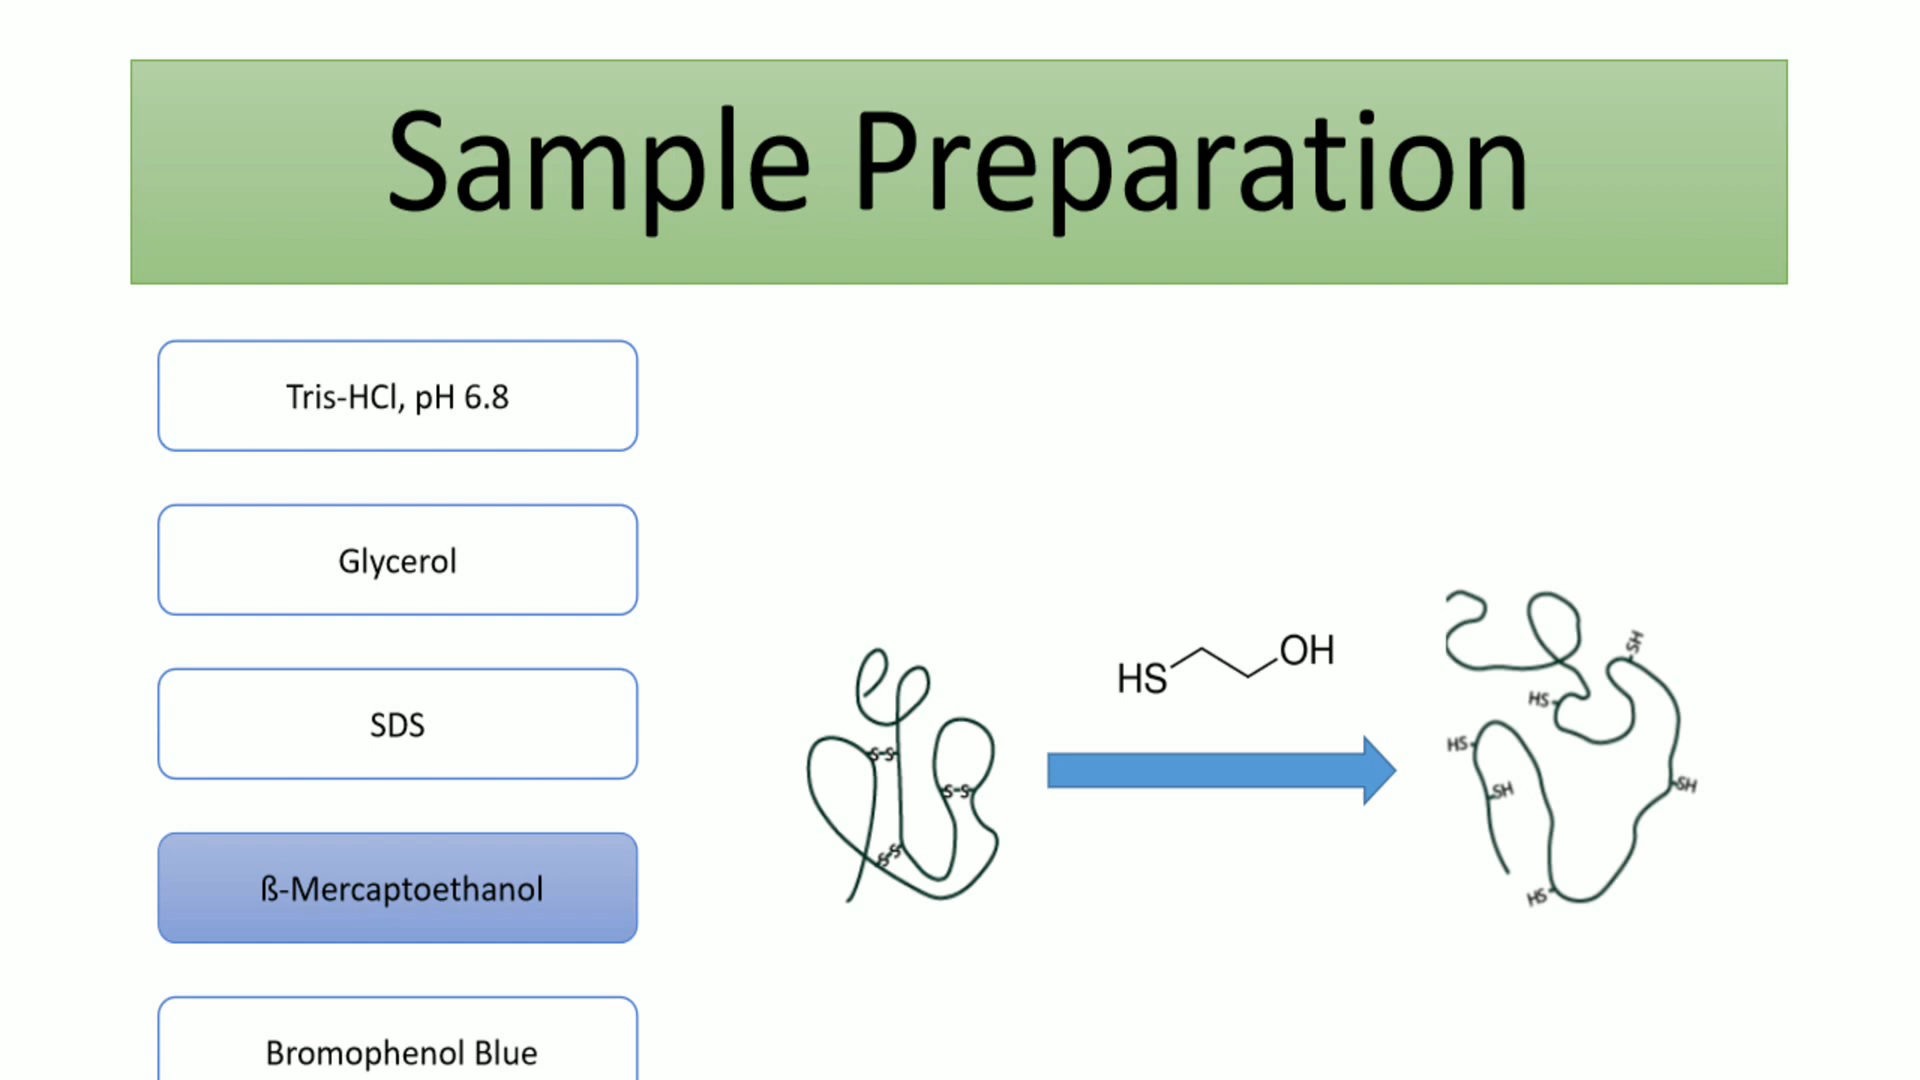 Sample Preparation
Tris-HCl, pH 6.8
Glycerol
SDS
ß-Mercaptoethanol
Bromophenol Blue
S-S
S-S
S-S
HS
OH
SH
HS
HS
SH
SH
HS